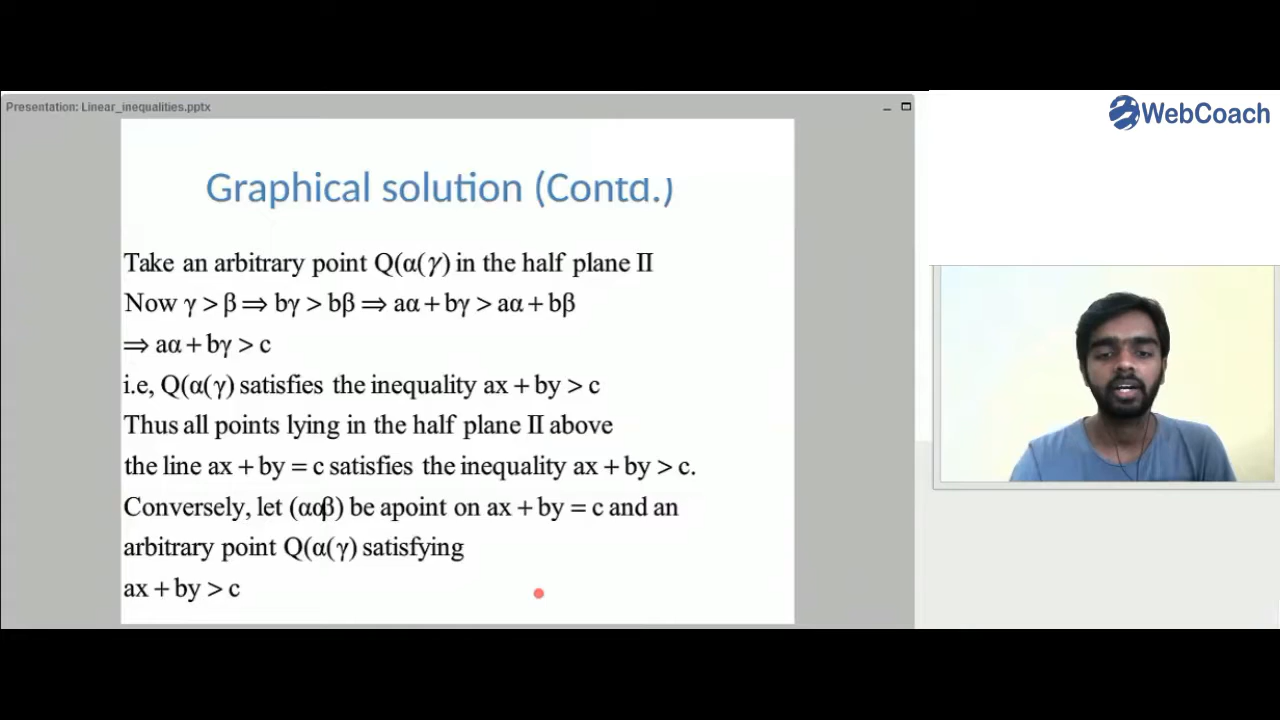 Presentation: Linear_inequalities.pptx
WebCoach
Graphical solution (Contd.)
Take an arbitrary point Q(α(γ) in the half plane II
Now γ > β ⇒ bγ > bβ ⇒ aα + bγ > aα + bβ
⇒ aα + bγ > c
i.e, Q(α(γ) satisfies the inequality ax + by > c
Thus all points lying in the half plane II above
the line ax + by = c satisfies the inequality ax + by > c.
Conversely, let (ααβ) be apoint on ax + by = c and an
arbitrary point Q(α(γ) satisfying
ax + by > c